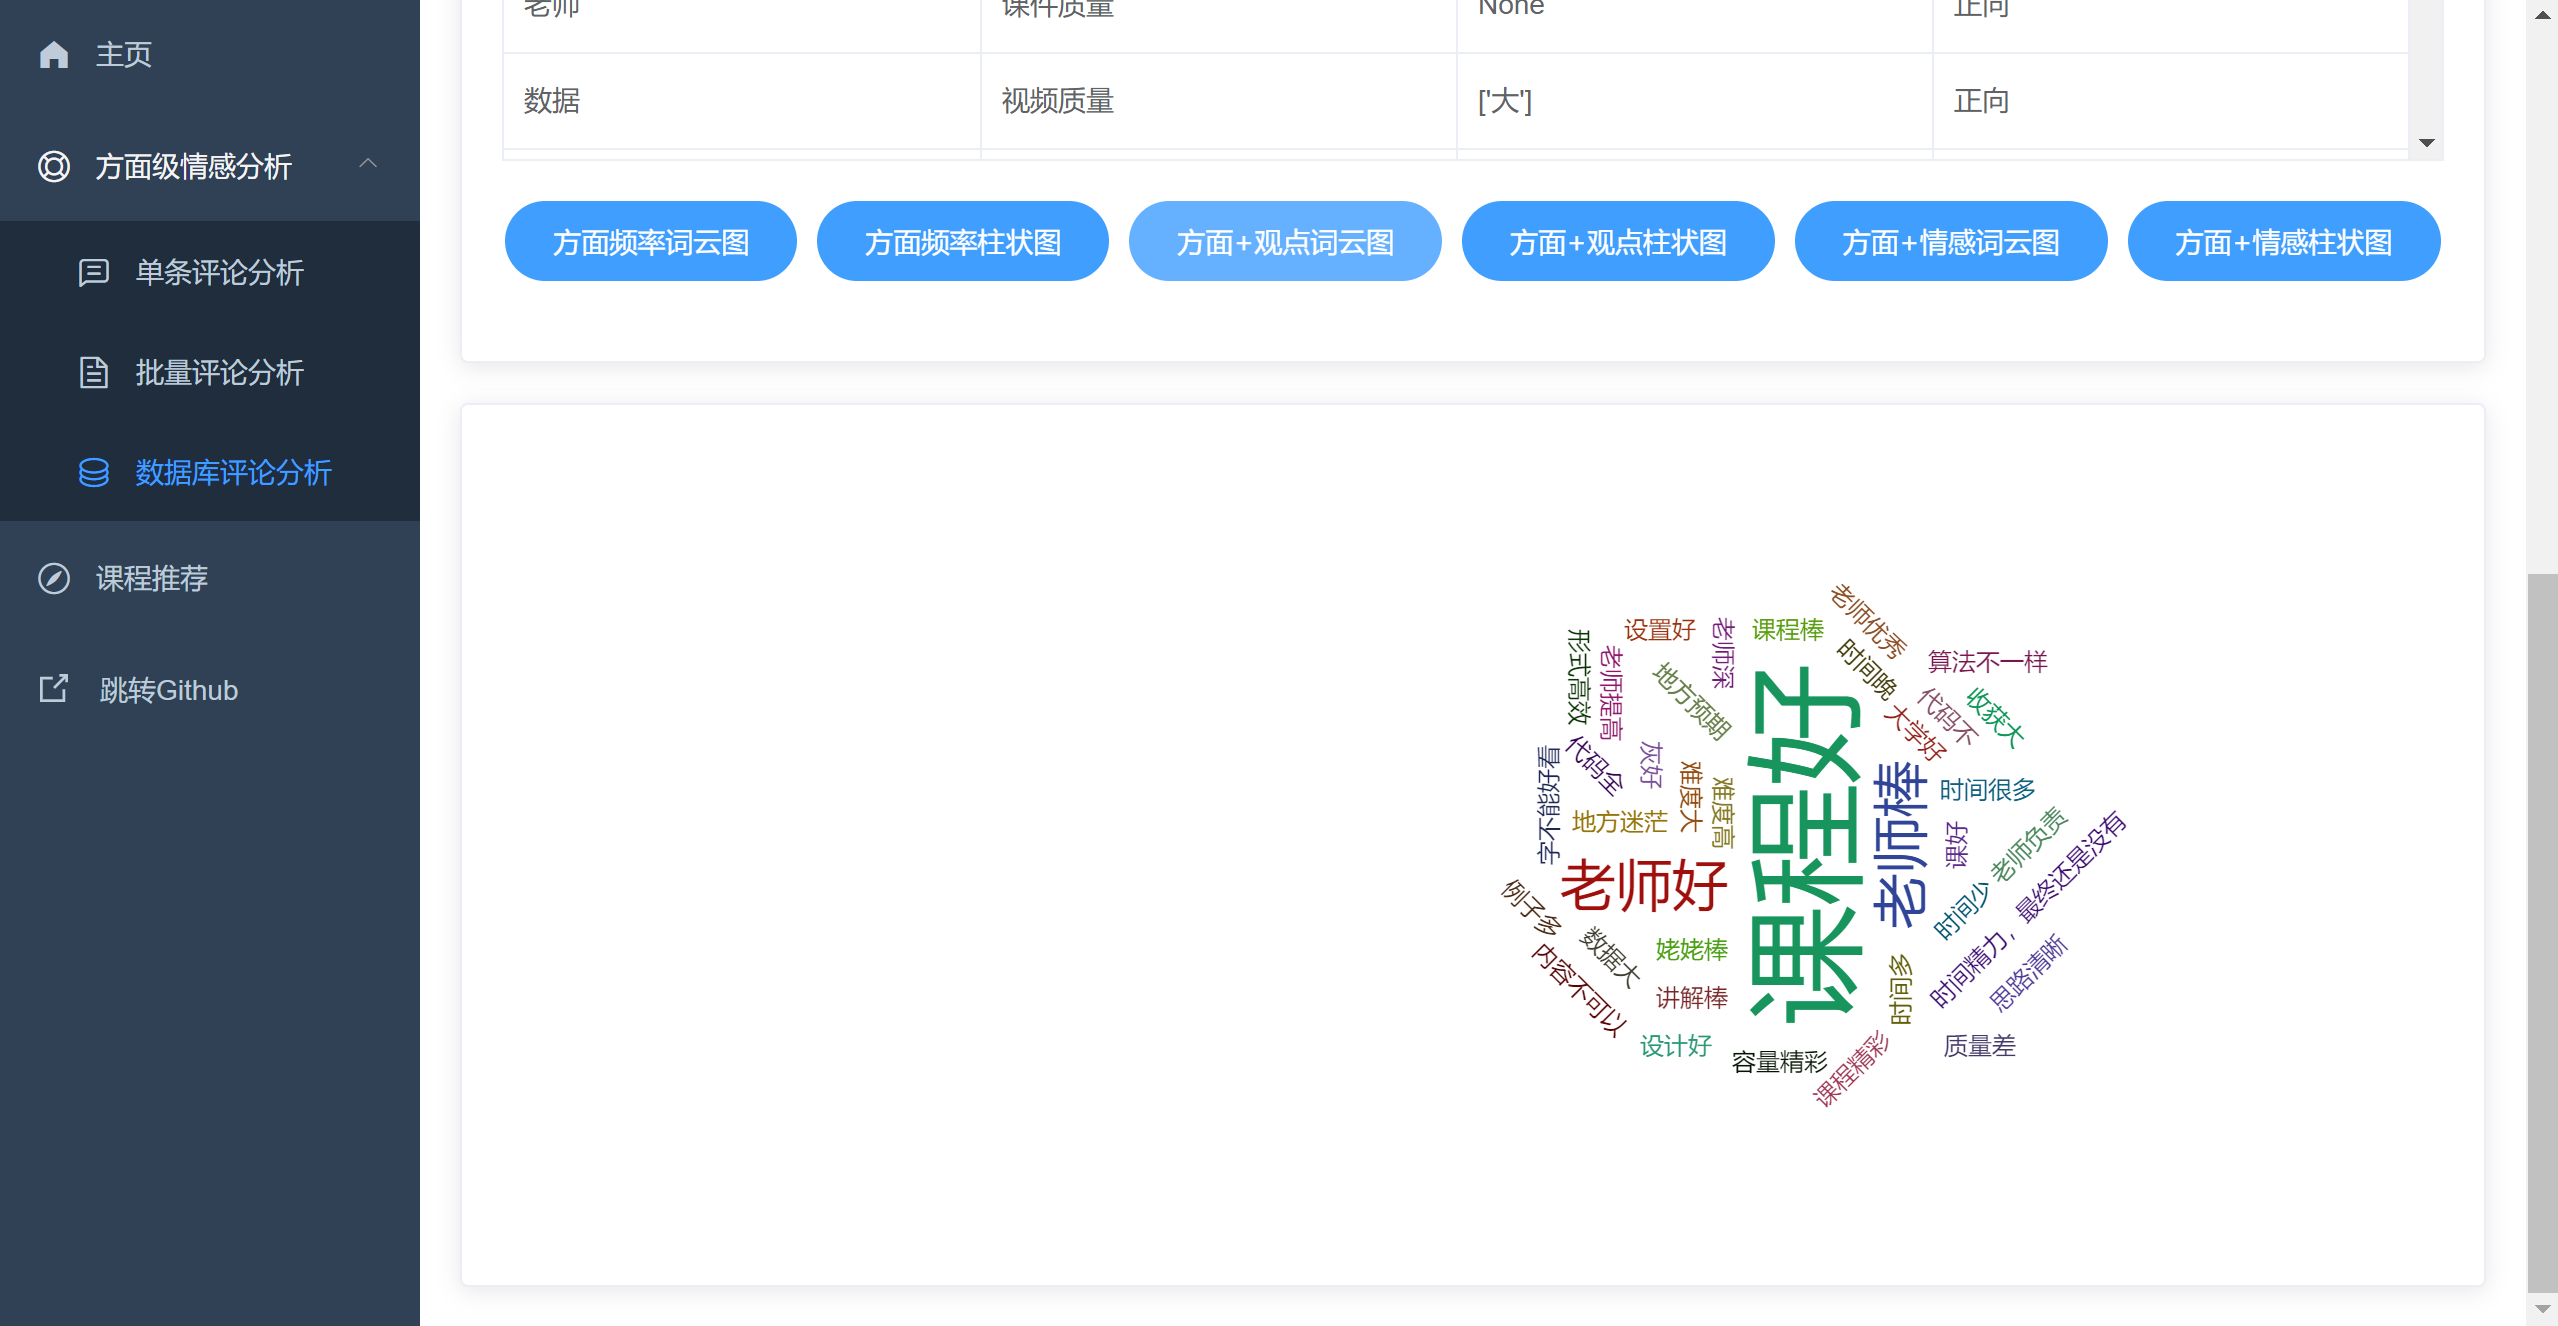 主页
方面级情感分析
单条评论分析
批量评论分析
数据库评论分析
课程推荐
跳转Github
老师 课件质量 None 正向
数据 视频质量 ['大'] 正向
方面频率词云图 方面频率柱状图 方面+观点词云图 方面+观点柱状图 方面+情感词云图 方面+情感柱状图
老师优秀
设置好
老师深
课程棒
形式高效
老师提高
地方预期
时间晚
算法不一样
代码不
收获大
大学好
课程好
字不能好看
代码全
灰好
难度大
难度高
地方迷茫
老师棒
时间很多
课好
老师负责
老师好
时间少
时间精力，最终还是没有
例子多
数据大
姥姥棒
内容不可以
讲解棒
时间多
思路清晰
设计好
容量精彩
课程精彩
质量差